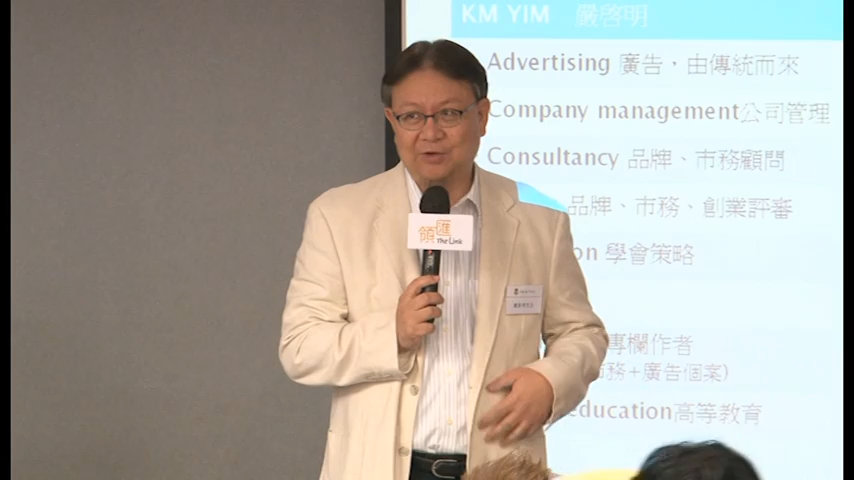 KM YIM 嚴啓明
Advertising 廣告，由傳統而來
Company management公司管理
Consultancy 品牌、市務顧問
品牌、市務、創業評審
on 學會策略
專欄作者
務+廣告個案)
education高等教育
領匯
The Link